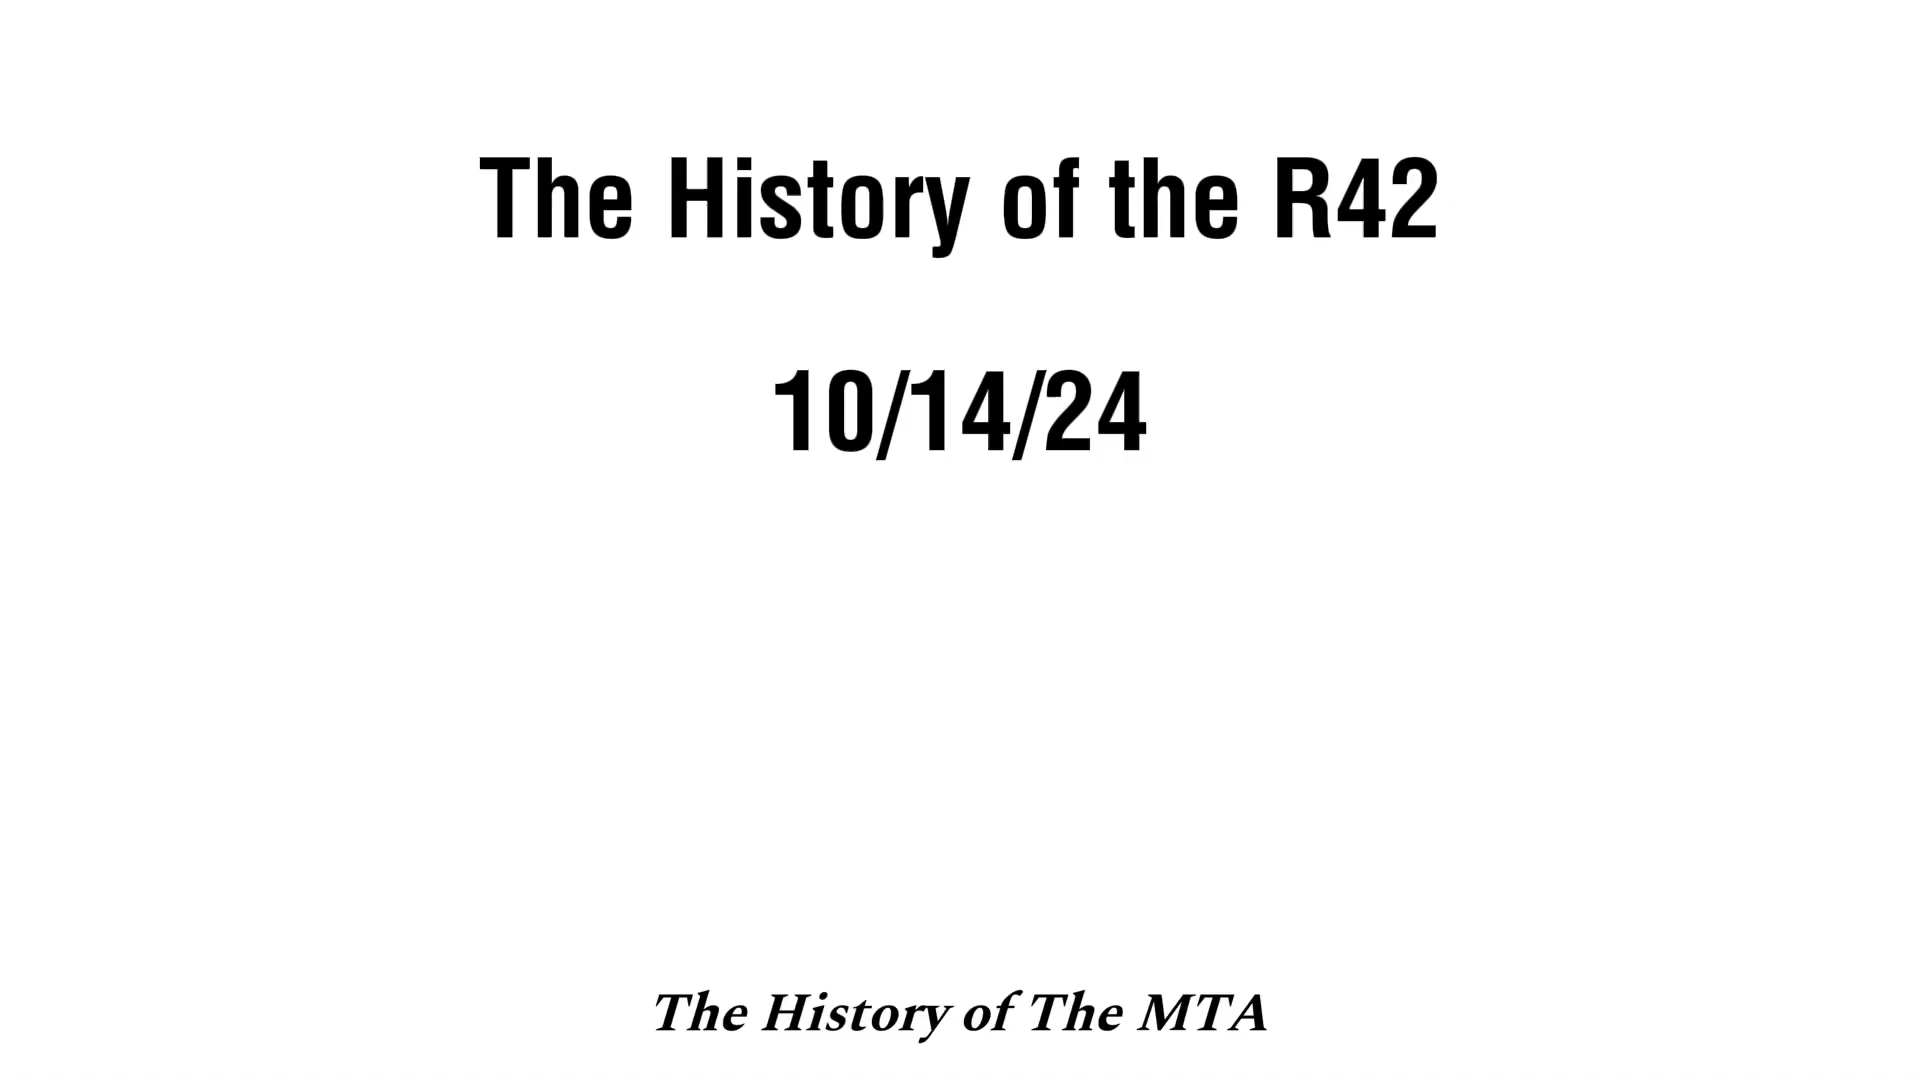 The History of the R42
10/14/24
The History of The MTA